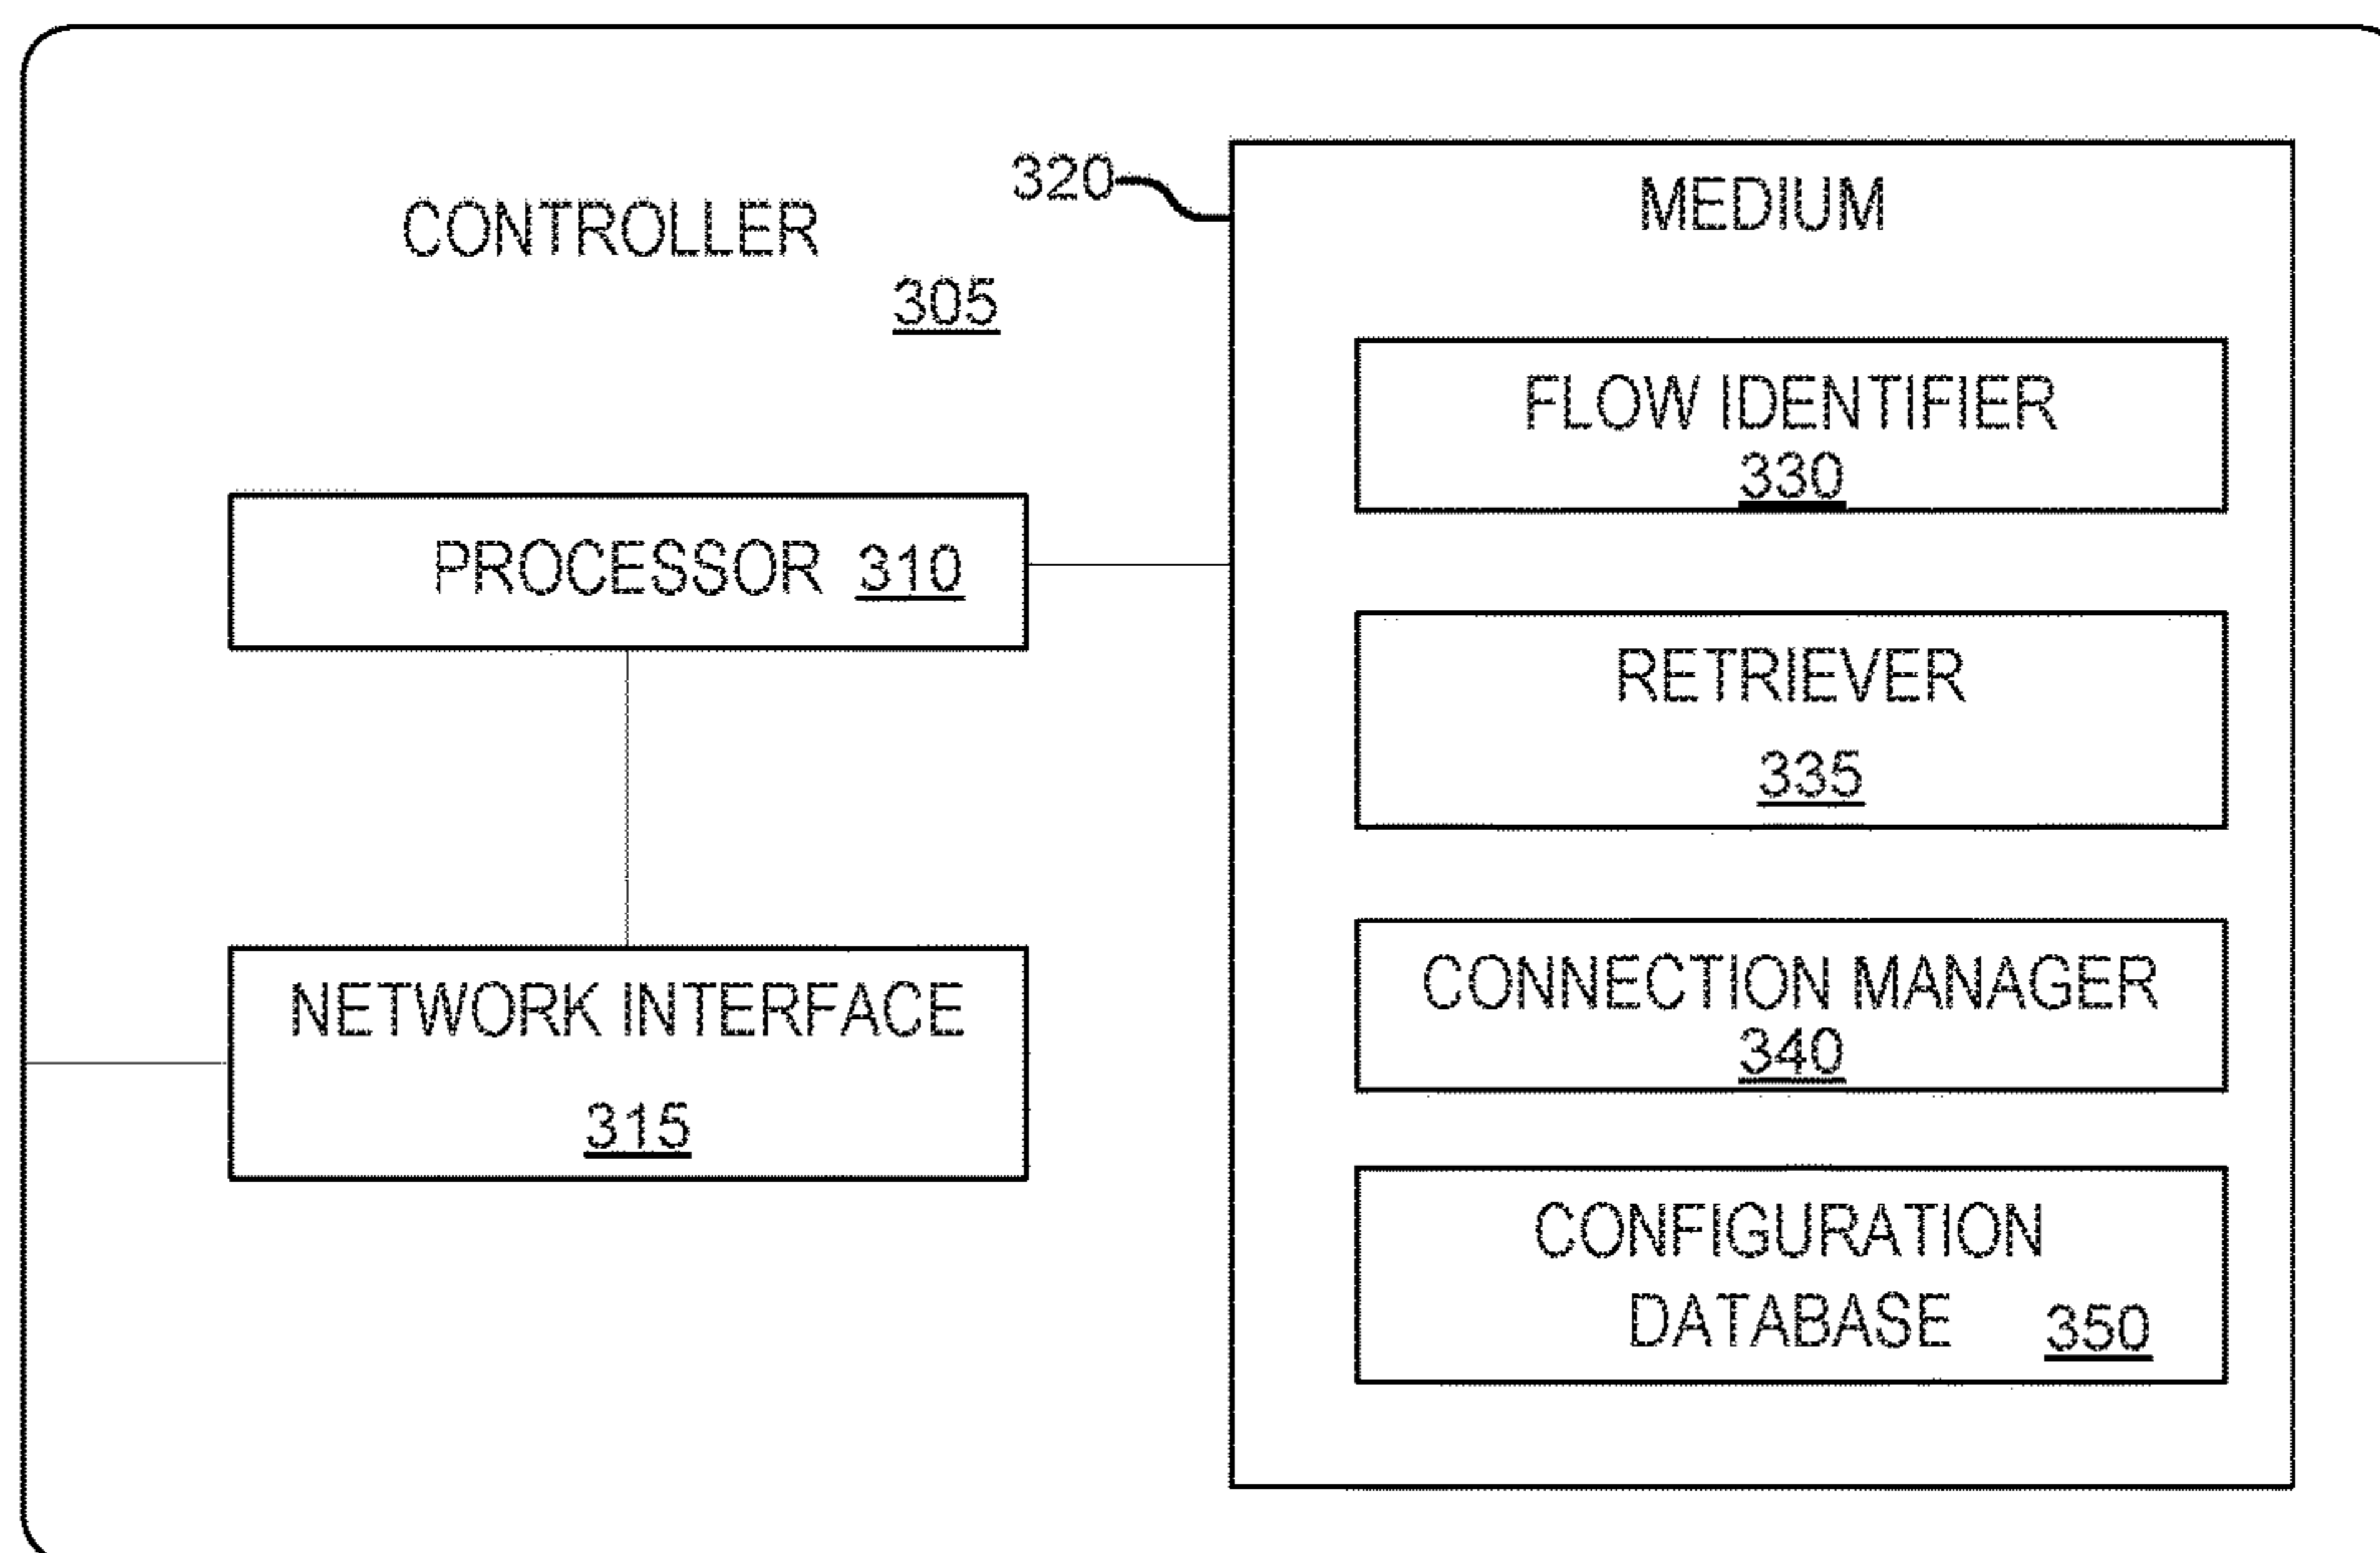 CONTROLLER
305
PROCESSOR 310
NETWORK INTERFACE
315
320
MEDIUM
FLOW IDENTIFIER
330
RETRIEVER
335
CONNECTION MANAGER
340
CONFIGURATION
DATABASE 350